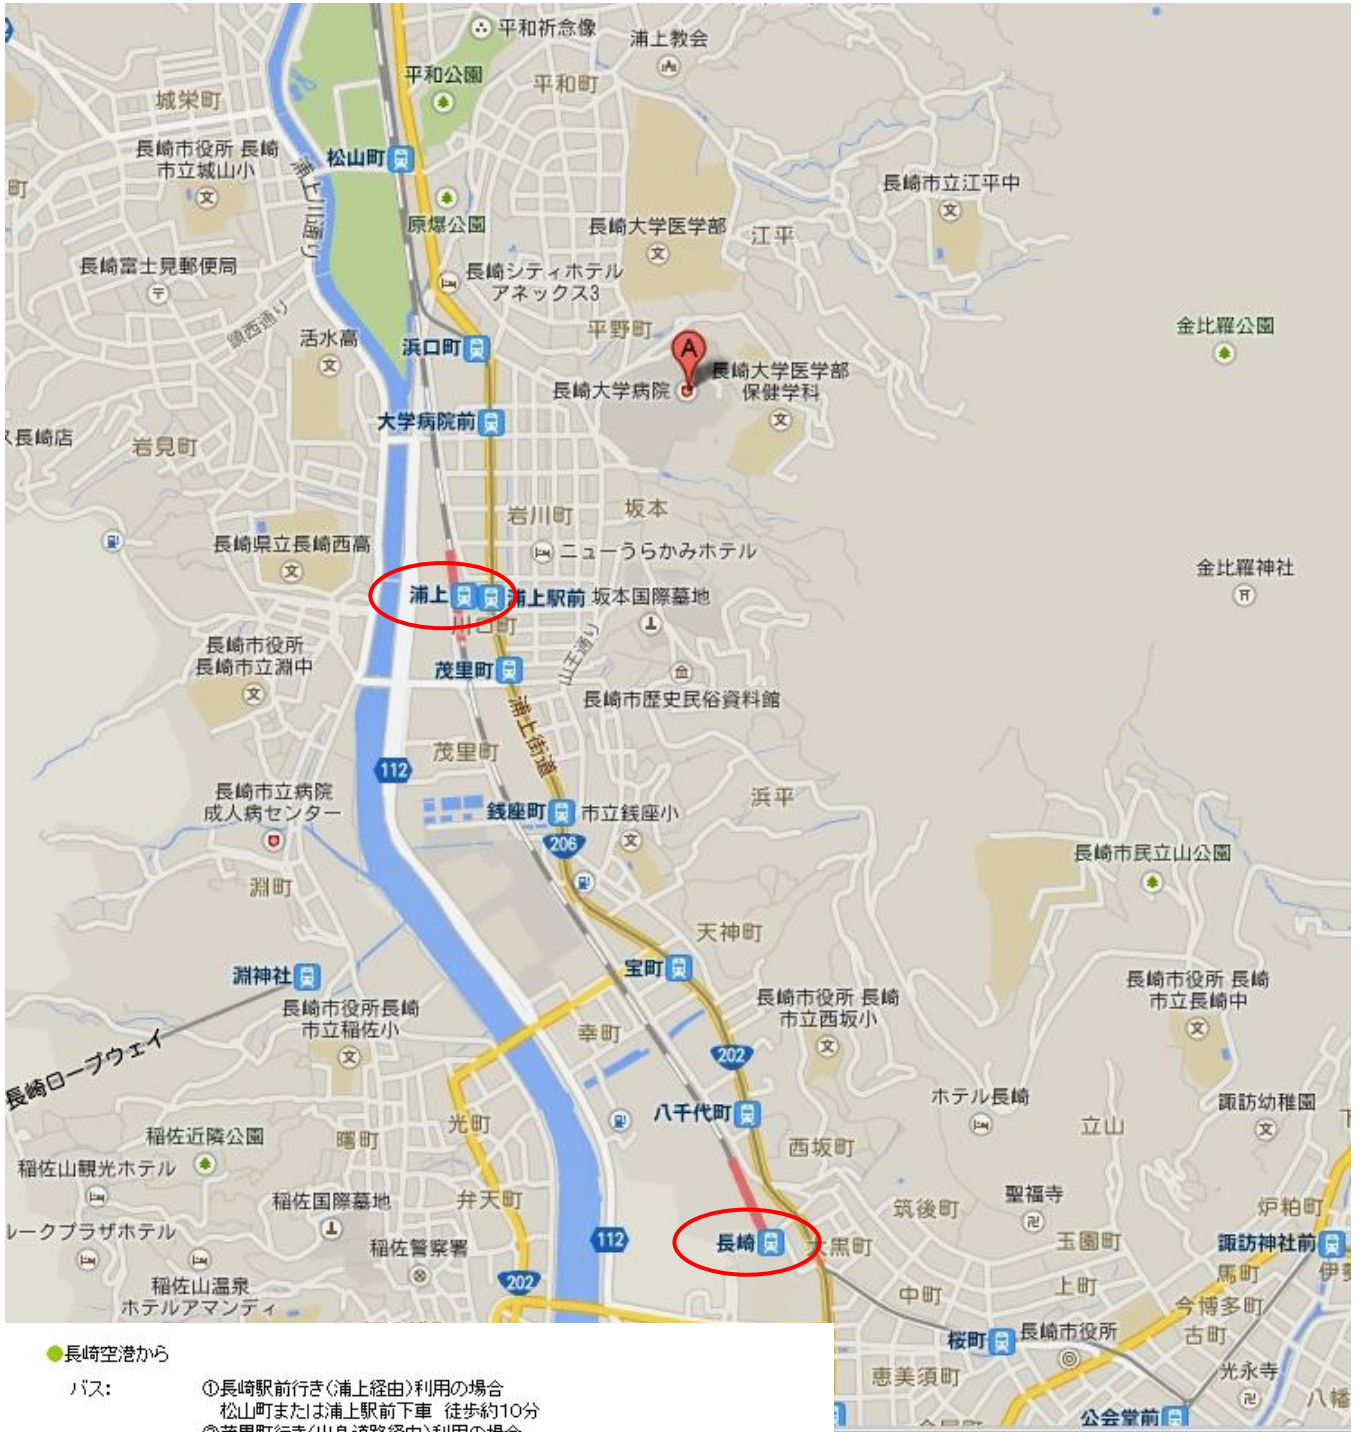 平和祈念像
浦上教会
平和公園
平和町
城栄町
長崎市役所 長崎
市立城山小
松山町
町
浦上川通り
長崎市立江平中
原爆公園
長崎大学医学部
江平
長崎富士見郵便局
長崎シティホテル
アネックス3
鎮西通り
活水高
浜口町
平野町
金比羅公園
A
長崎大学病院
長崎大学医学部
保健学科
大学病院前
長崎店
岩見町
岩川町
坂本
長崎県立長崎西高
ニューうらかみホテル
金比羅神社
浦上
浦上駅前
坂本国際墓地
川口町
長崎市役所
長崎市立淵中
茂里町
山王通り
長崎市歴史民俗資料館
浦上街道
茂里町
112
長崎市立病院
成人病センター
銭座町
市立銭座小
浜平
206
長崎市民立山公園
淵町
天神町
淵神社
宝町
長崎市役所長崎
市立稲佐小
長崎市役所 長崎
市立西坂小
長崎市役所 長崎
市立長崎中
幸町
長崎ロープウェイ
202
ホテル長崎
諏訪幼稚園
八千代町
光町
立山
稲佐近隣公園
曙町
西坂町
稲佐山観光ホテル
稲佐国際墓地
弁天町
筑後町
聖福寺
炉粕町
ルークプラザホテル
稲佐警察署
112
長崎
大黒町
玉園町
諏訪神社前
馬町
伊勢
稲佐山温泉
ホテルアマンディ
202
中町
上町
今博多町
古町
桜町
長崎市役所
恵美須町
光永寺
八幡
公会堂前
●長崎空港から
バス:
①長崎駅前行き(浦上経由)利用の場合
松山町または浦上駅前下車 徒歩約10分